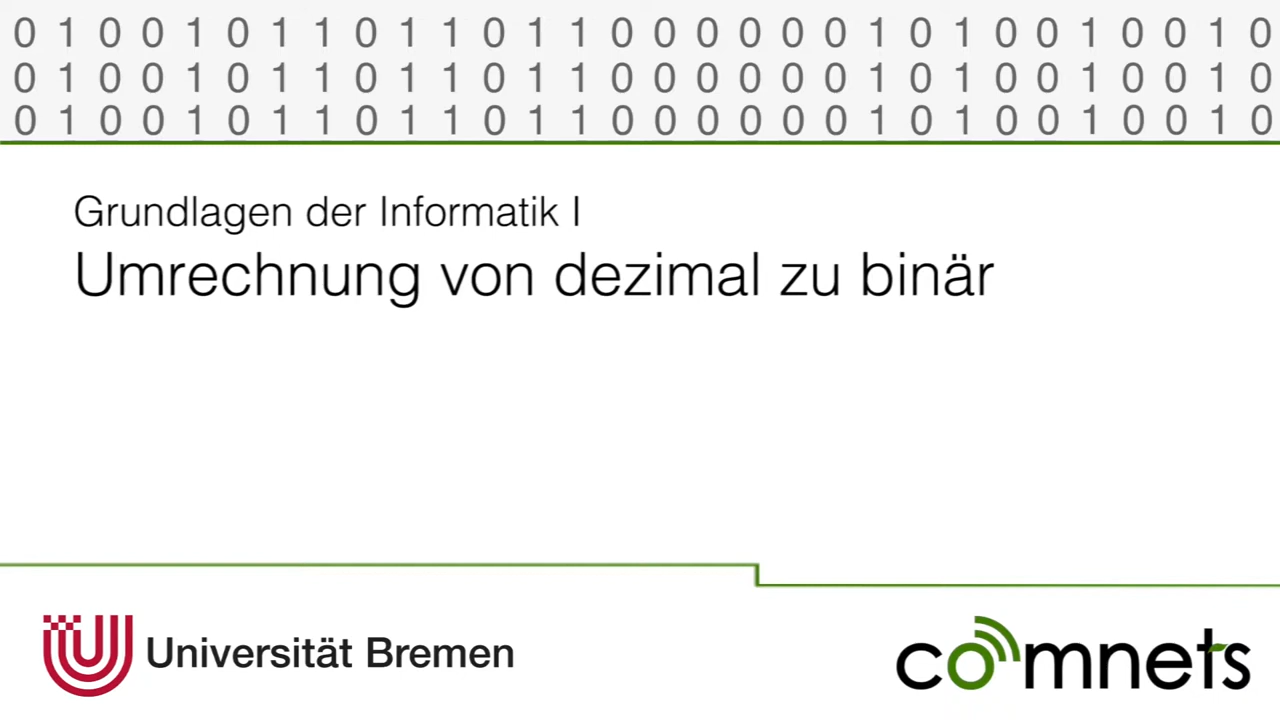 0 1 0 0 1 0 1 1 0 1 1 0 1 1 0 0 0 0 0 0 1 0 1 0 0 1 0 0 1 0
0 1 0 0 1 0 1 1 0 1 1 0 1 1 0 0 0 0 0 0 1 0 1 0 0 1 0 0 1 0
0 1 0 0 1 0 1 1 0 1 1 0 1 1 0 0 0 0 0 0 1 0 1 0 0 1 0 0 1 0
Grundlagen der Informatik I
Umrechnung von dezimal zu binär
Universität Bremen
comnets